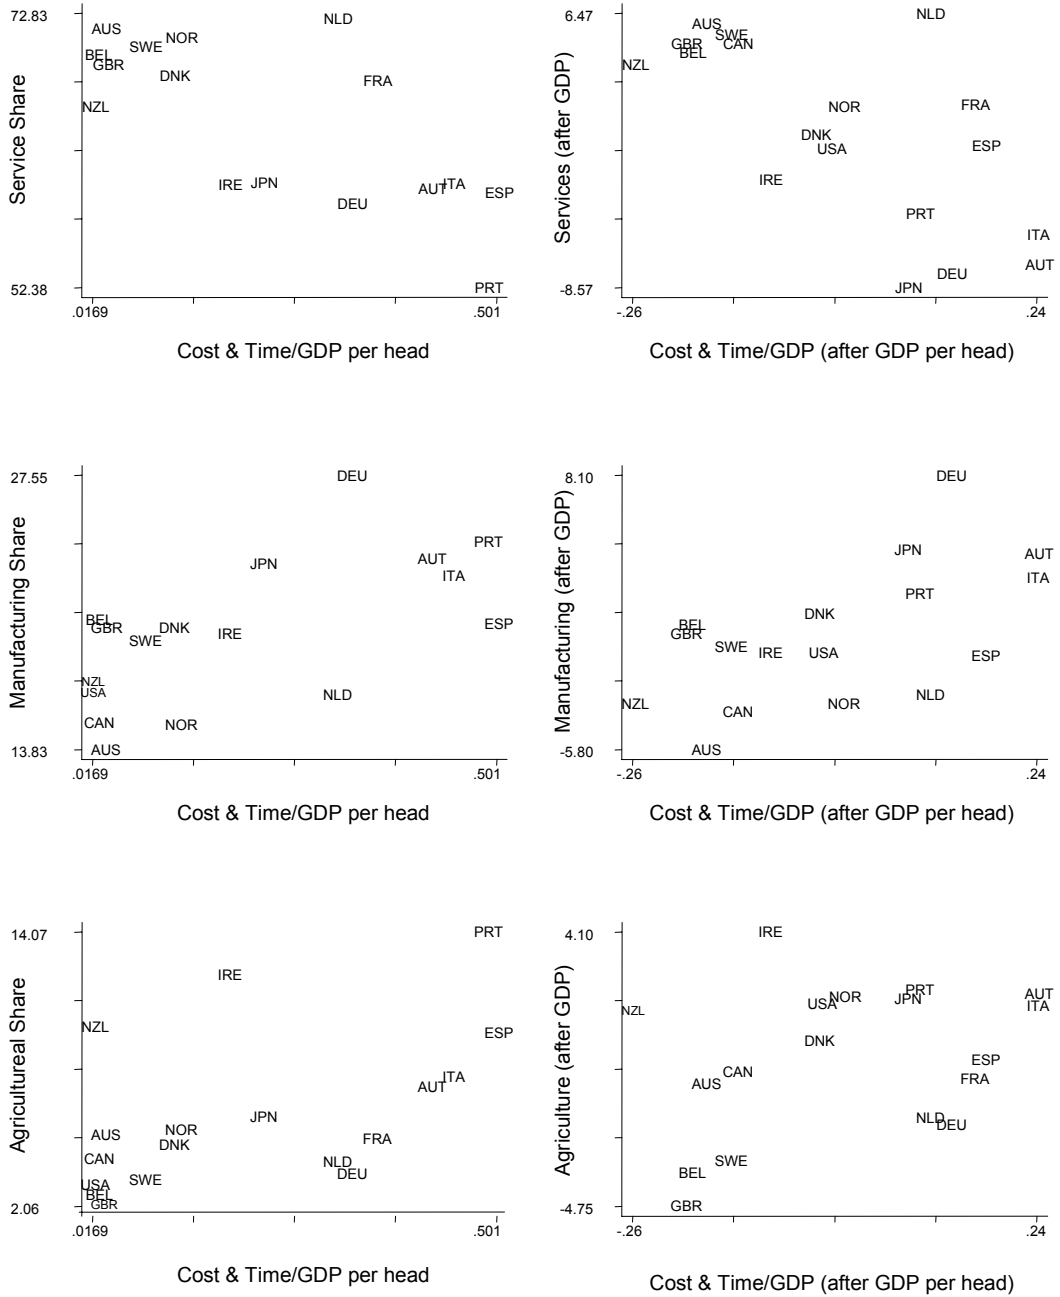 72.83
NLD
AUS
NOR
SWE
BEL
GBR
DNK
FRA
NZL
IRE
JPN
AUT
ITA
ESP
DEU
PRT
52.38
.0169
.501
Service Share
Cost & Time/GDP per head
6.47
NLD
AUS
SWE
GBR
CAN
BEL
NZL
NOR
FRA
DNK
USA
ESP
IRE
PRT
ITA
AUT
DEU
JPN
-8.57
-.26
.24
Services (after GDP)
Cost & Time/GDP (after GDP per head)
27.55
DEU
PRT
AUT
JPN
ITA
BEL
GBR
DNK
ESP
IRE
SWE
NZL
USA
NLD
CAN
NOR
AUS
13.83
.0169
.501
Manufacturing Share
Cost & Time/GDP per head
8.10
DEU
JPN
AUT
ITA
PRT
DNK
BEL
GBR
SWE
IRE
USA
ESP
NLD
NZL
NOR
CAN
AUS
-5.80
-.26
.24
Manufacturing (after GDP)
Cost & Time/GDP (after GDP per head)
14.07
PRT
IRE
NZL
ESP
ITA
AUT
JPN
NOR
AUS
DNK
FRA
CAN
NLD
DEU
SWE
USA
BEL
GBR
2.06
.0169
.501
Agricultureal Share
Cost & Time/GDP per head
4.10
IRE
PRT
AUT
NOR
JPN
USA
ITA
NZL
DNK
ESP
CAN
FRA
AUS
NLD
DEU
SWE
BEL
GBR
-4.75
-.26
.24
Agriculture (after GDP)
Cost & Time/GDP (after GDP per head)